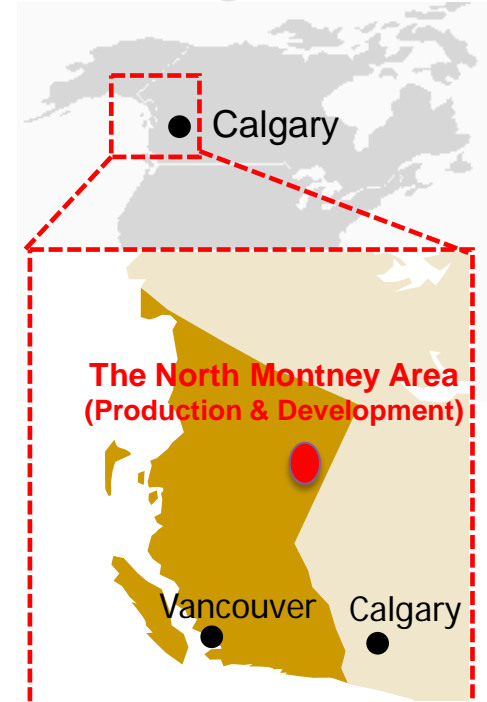 Calgary
The North Montney Area
(Production & Development)
Vancouver
Calgary